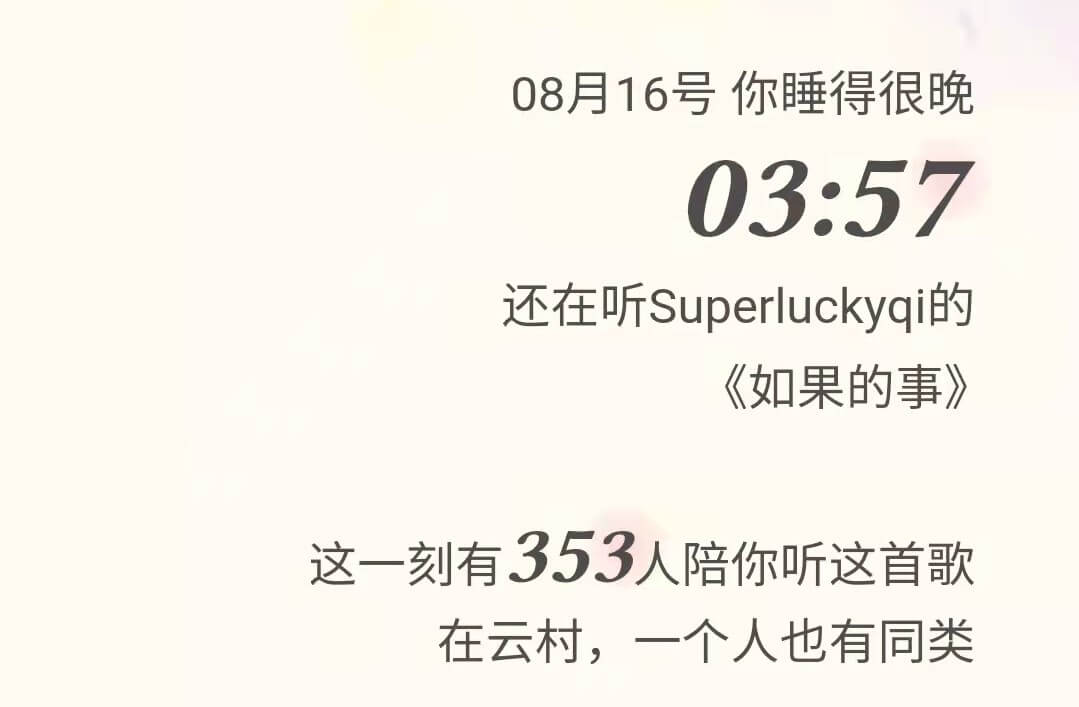 08月16号 你睡得很晚
03:57
还在听Superluckyqi的
《如果的事》
这一刻有353人陪你听这首歌
在云村，一个人也有同类